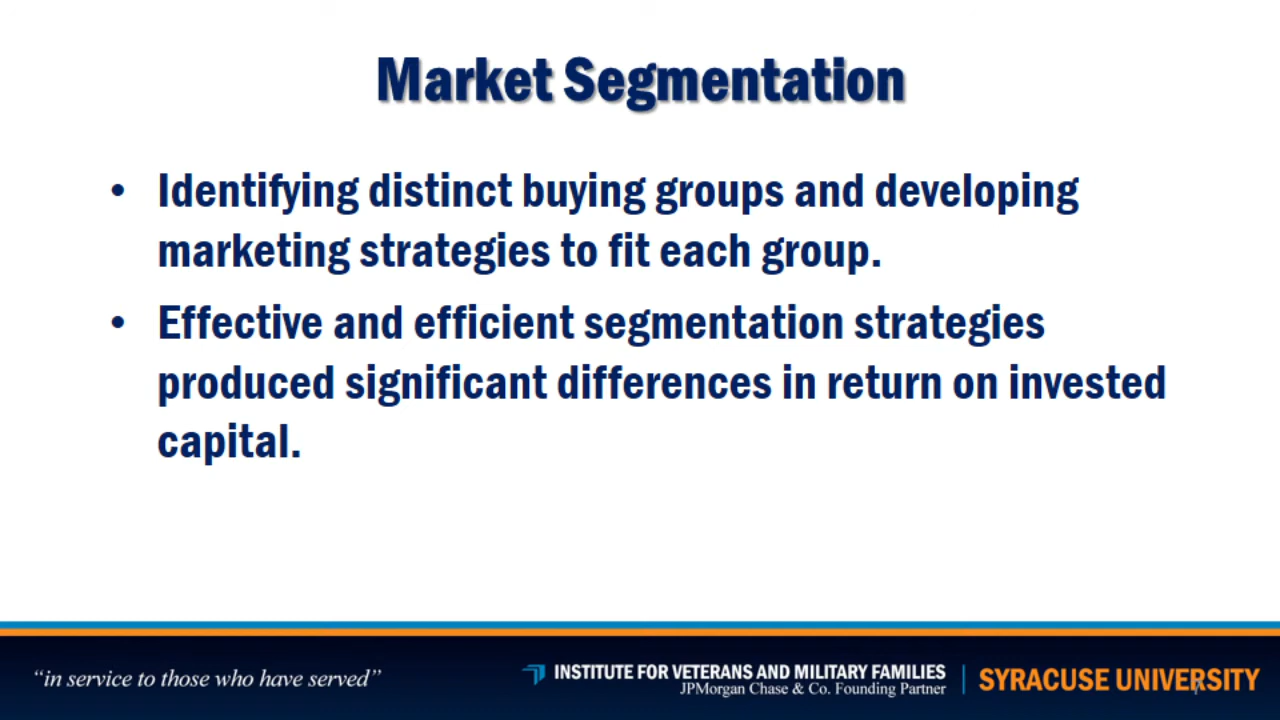 Market Segmentation
• Identifying distinct buying groups and developing
marketing strategies to fit each group.
• Effective and efficient segmentation strategies
produced significant differences in return on invested
capital.
“in service to those who have served”
INSTITUTE FOR VETERANS AND MILITARY FAMILIES
JPMorgan Chase & Co. Founding Partner
SYRACUSE UNIVERSITY